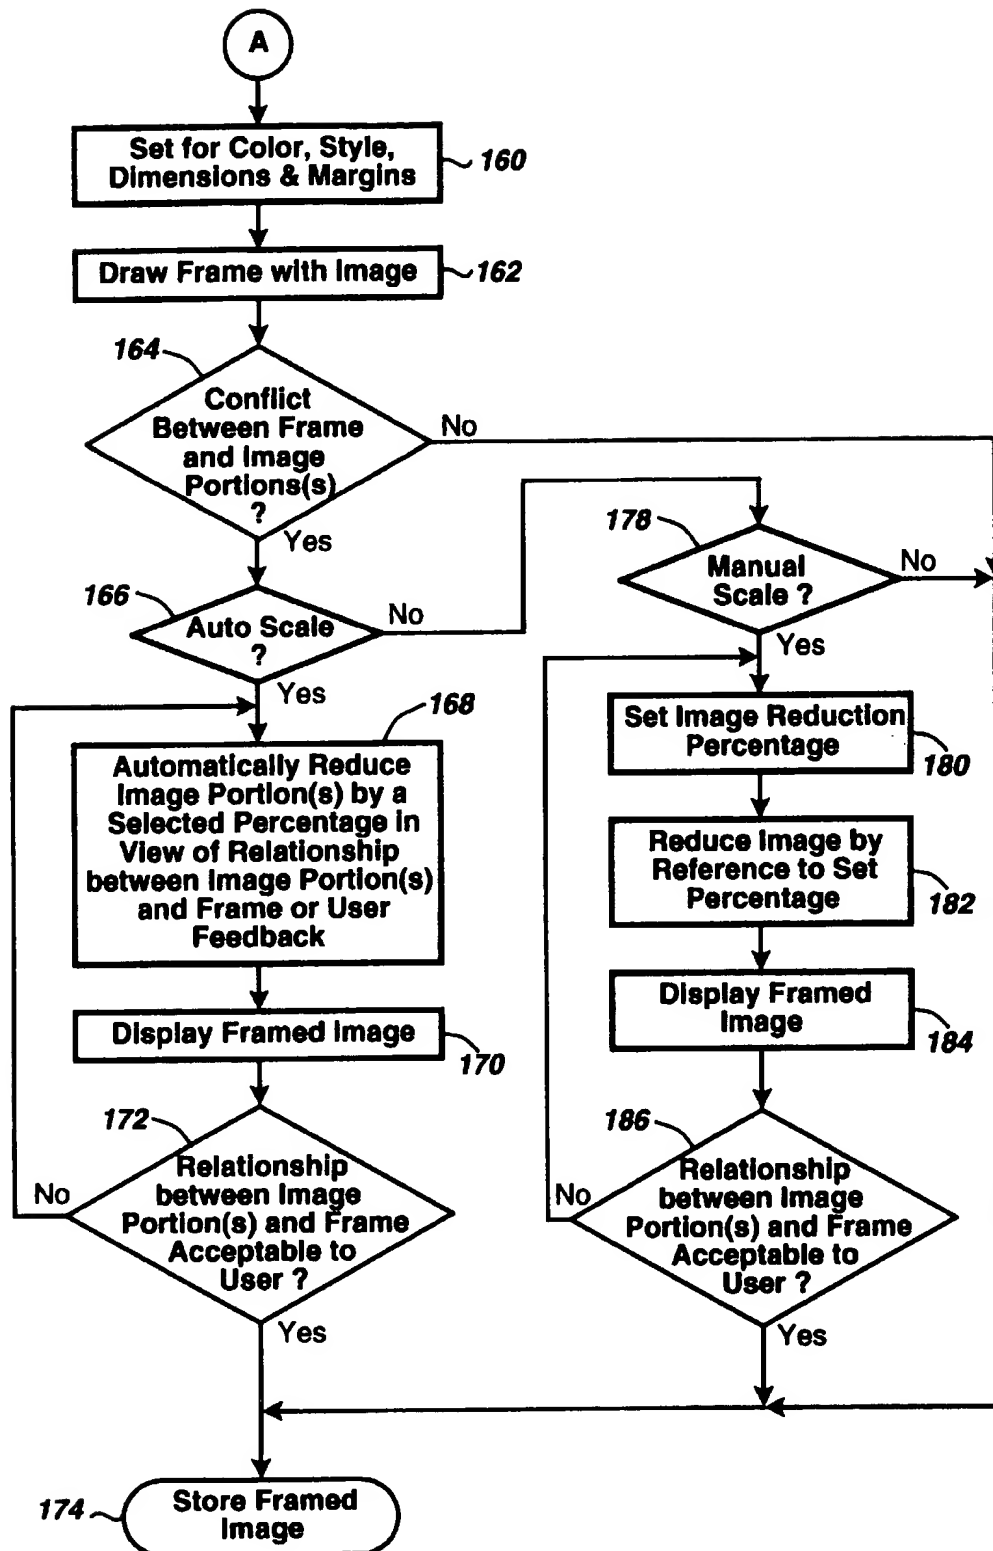 A
Set for Color, Style,
Dimensions & Margins
160
Draw Frame with Image
162
164
Conflict
Between Frame
and Image
Portions(s)
?
No
Yes
166
Auto Scale
?
No
Yes
178
Manual
Scale ?
No
Yes
168
Automatically Reduce
Image Portion(s) by a
Selected Percentage in
View of Relationship
between Image Portion(s)
and Frame or User
Feedback
Display Framed Image
170
172
Relationship
between Image
Portion(s) and Frame
Acceptable to
User ?
No
Yes
Set Image Reduction
Percentage
180
Reduce Image by
Reference to Set
Percentage
182
Display Framed
Image
184
186
Relationship
between Image
Portion(s) and Frame
Acceptable to
User ?
No
Yes
174
Store Framed
Image